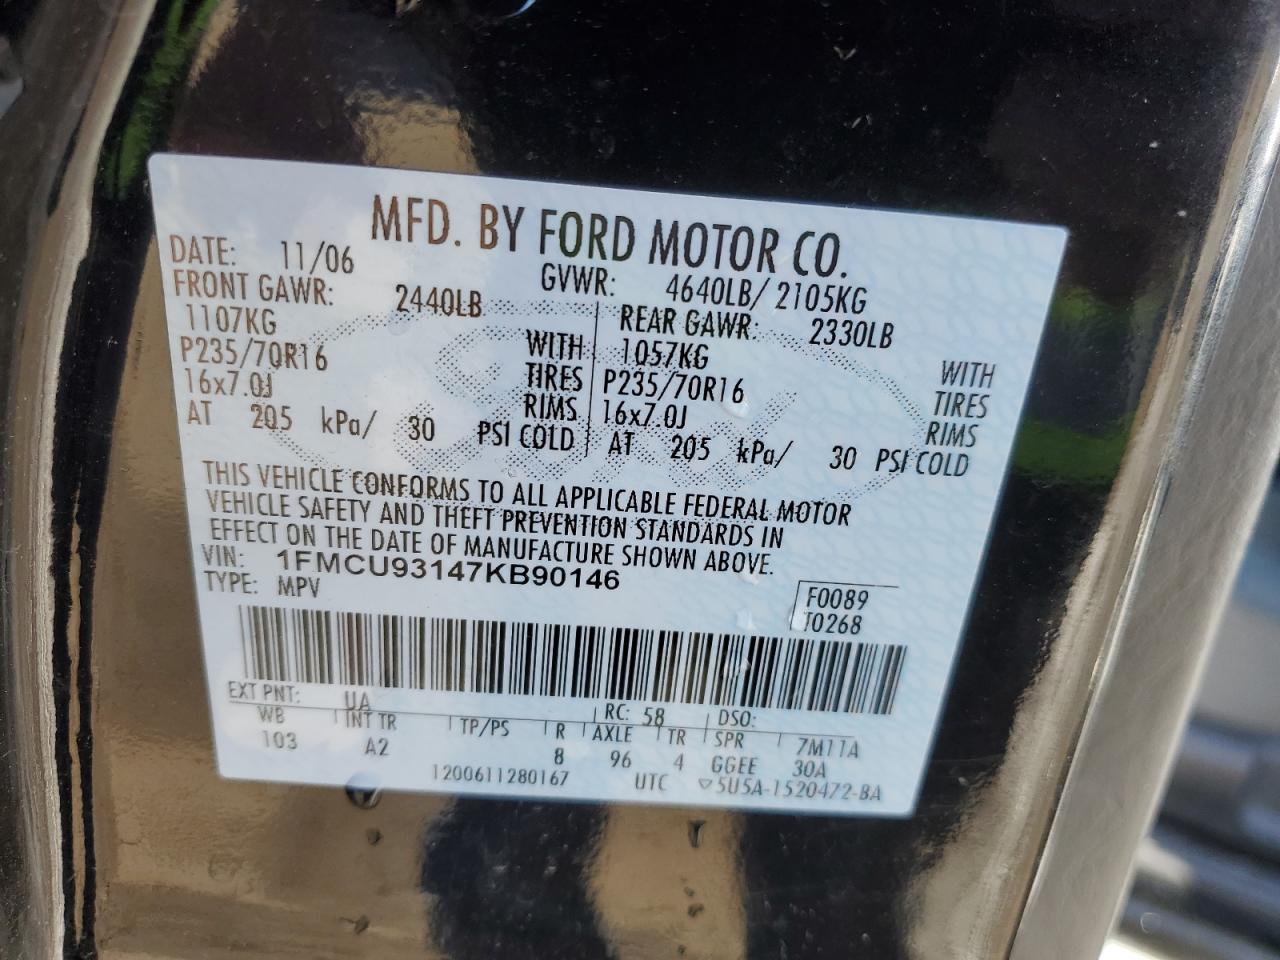 MFD. BY FORD MOTOR CO.
DATE: 11/06 GVWR: 4640LB/ 2105KG
FRONT GAWR: 2440LB REAR GAWR: 2330LB
1107KG WITH 1057KG WITH
P235/70R16 TIRES P235/70R16 TIRES
16x7.0J RIMS 16x7.0J RIMS
AT 205 kPa/ 30 PSI COLD AT 205 kPa/ 30 PSI COLD
THIS VEHICLE CONFORMS TO ALL APPLICABLE FEDERAL MOTOR
VEHICLE SAFETY AND THEFT PREVENTION STANDARDS IN
EFFECT ON THE DATE OF MANUFACTURE SHOWN ABOVE.
VIN: 1FMCU93147KB90146
TYPE: MPV
F0089
T0268
EXT PNT: UA RC: 58 DSO:
WB INT TR TP/PS R AXLE TR SPR 7M11A
103 A2 8 96 4 GGEE 30A
1200611280167 UTC ▽5U5A-1520472-BA